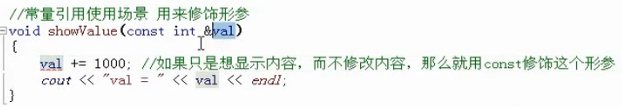 //常量引用使用场景 用来修饰形参
void showValue(const int &val)
{
val += 1000; //如果只是想显示内容，而不修改内容，那么就用const修饰这个形参
cout << "val = " << val << endl;
}